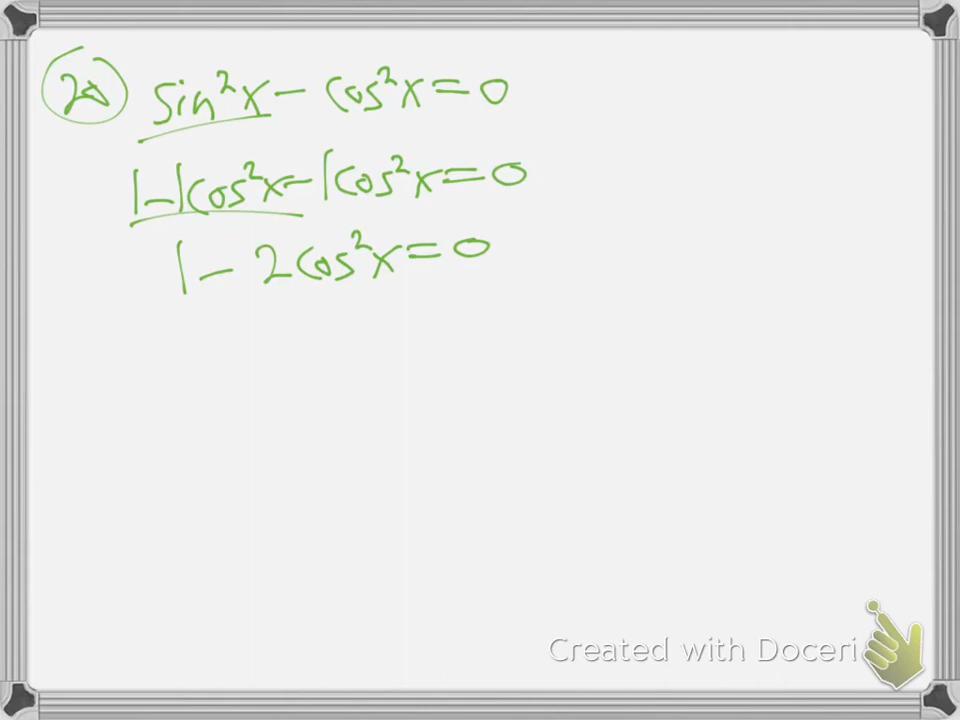 20 sin²x - cos²x = 0
1 - 1cos²x - 1cos²x = 0
1 - 2cos²x = 0
Created with Doceri